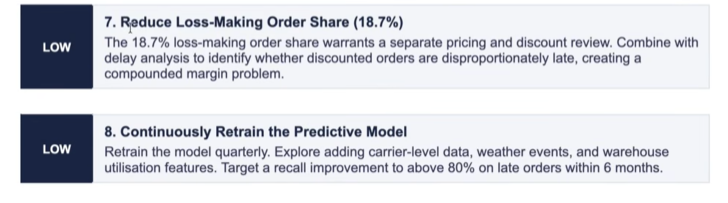 7. Reduce Loss-Making Order Share (18.7%)
LOW
The 18.7% loss-making order share warrants a separate pricing and discount review. Combine with
delay analysis to identify whether discounted orders are disproportionately late, creating a
compounded margin problem.
8. Continuously Retrain the Predictive Model
LOW
Retrain the model quarterly. Explore adding carrier-level data, weather events, and warehouse
utilisation features. Target a recall improvement to above 80% on late orders within 6 months.